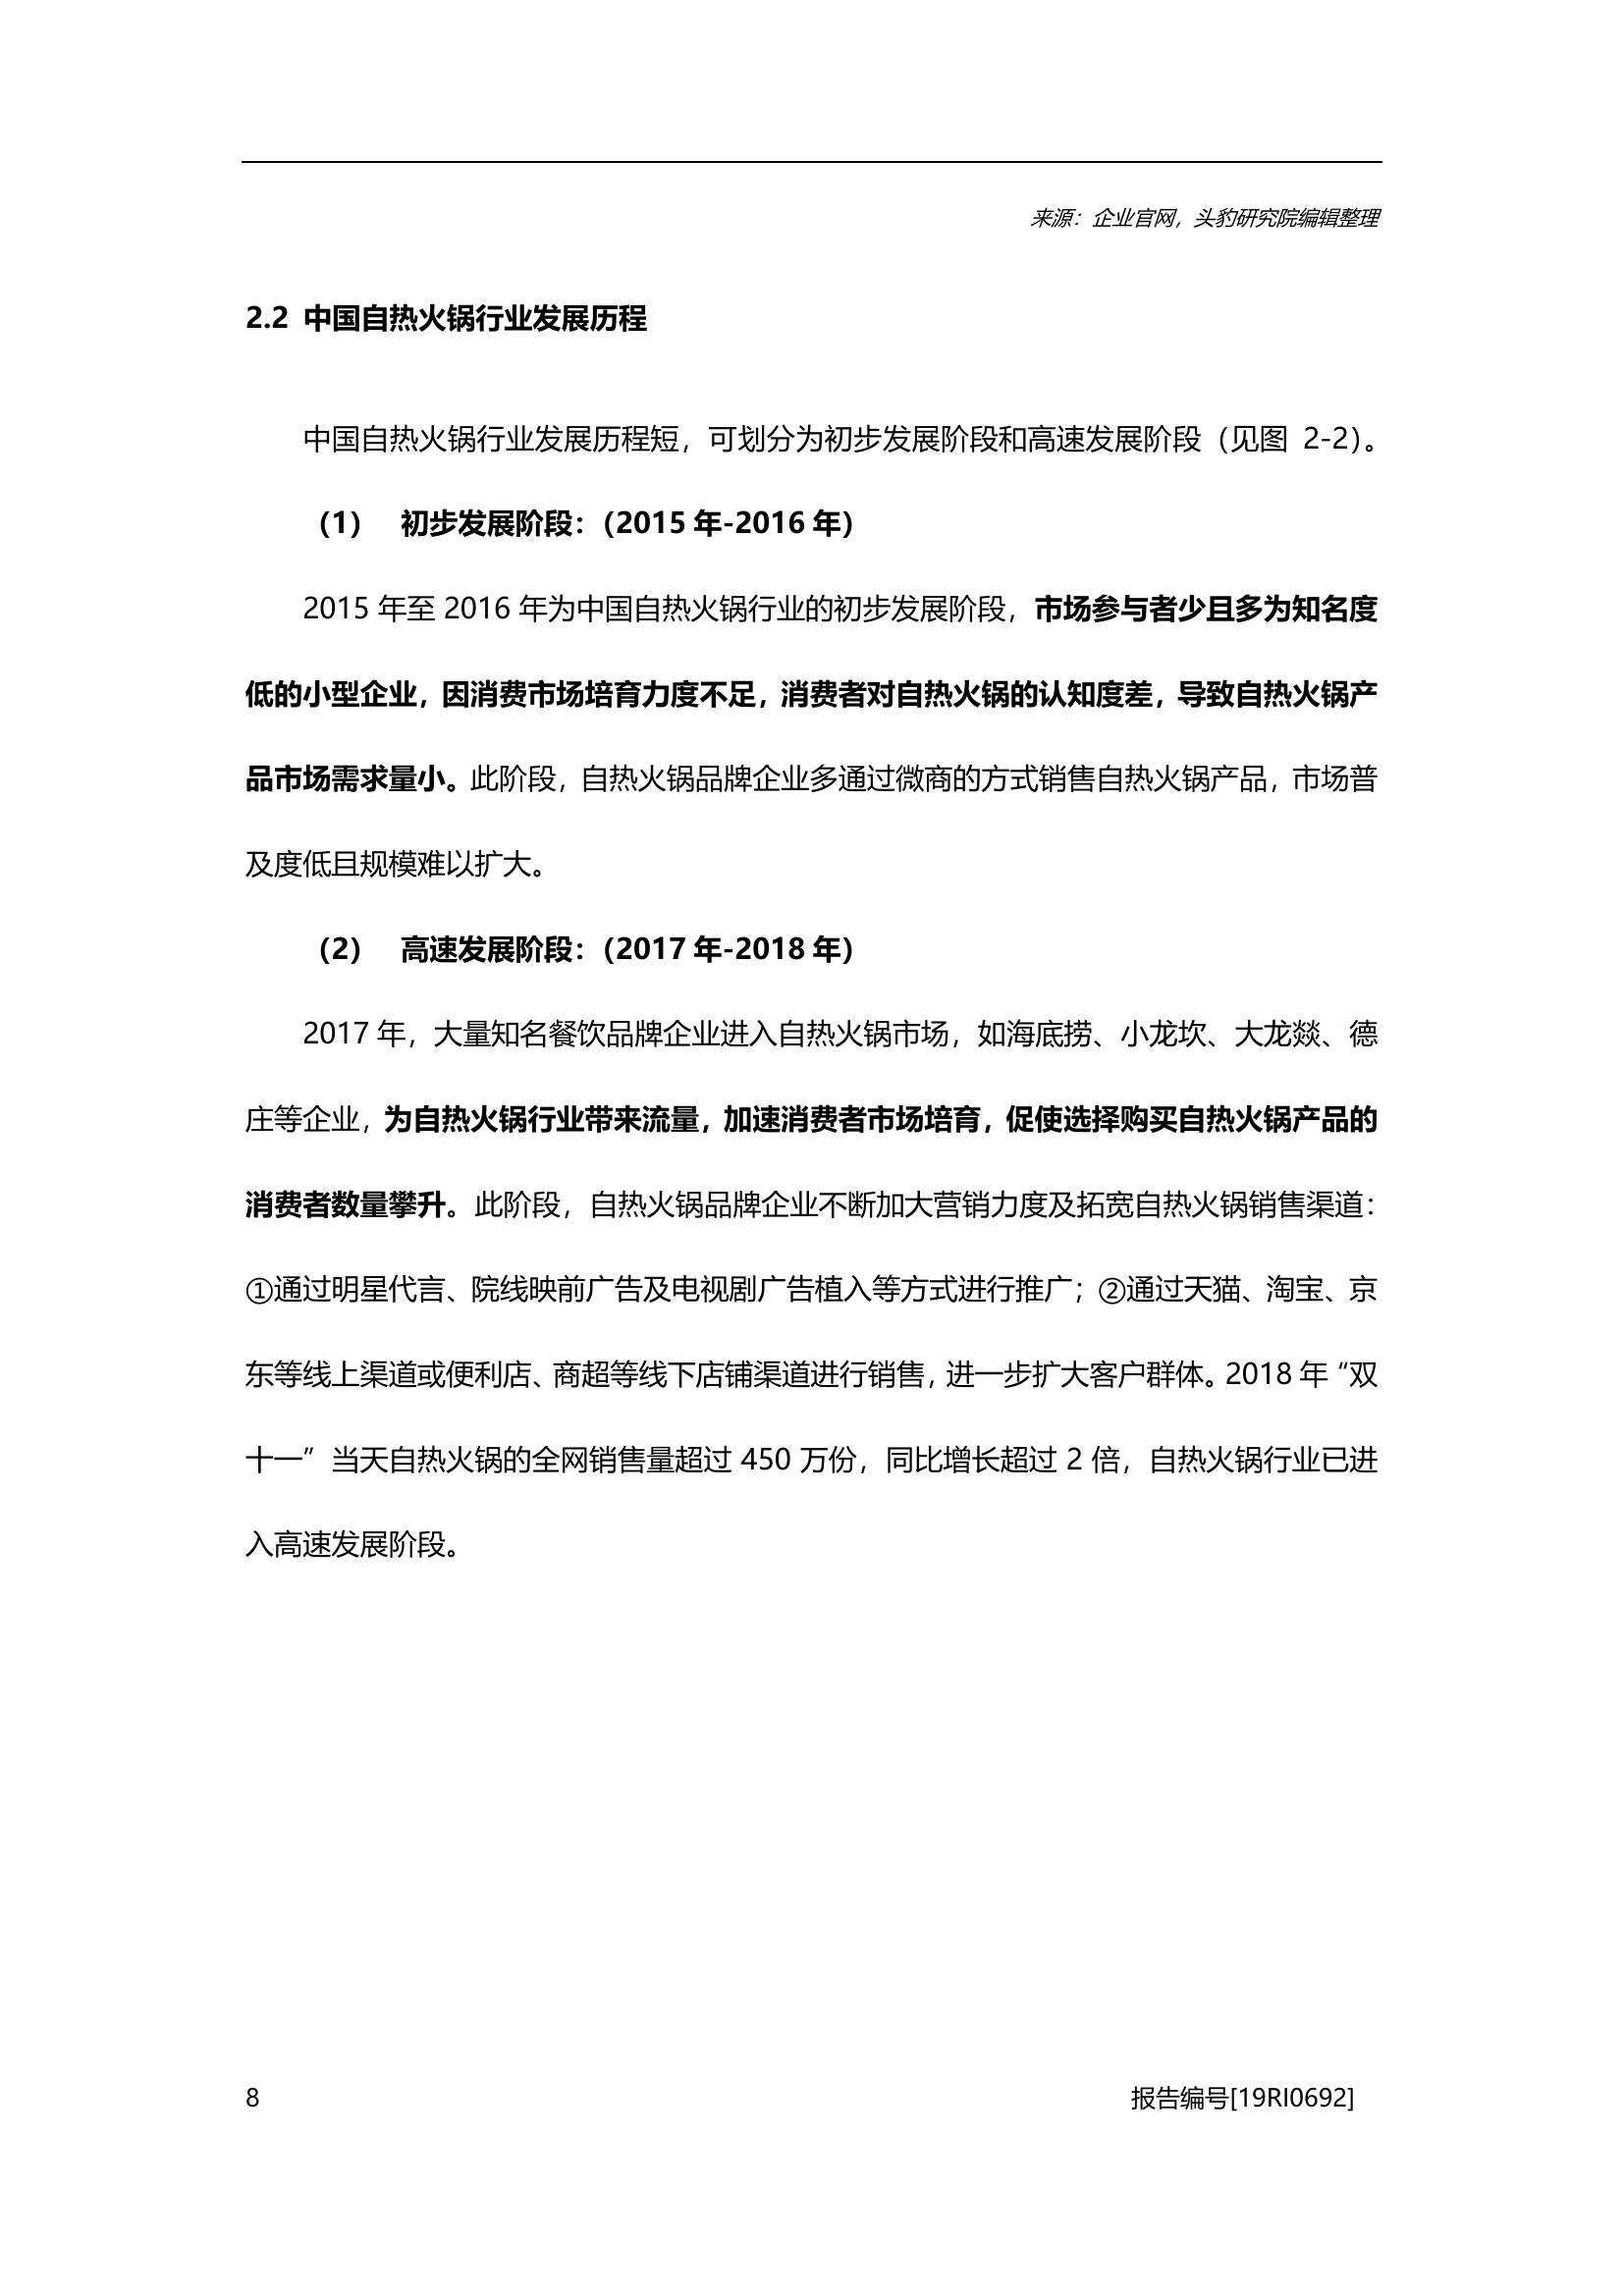 来源：企业官网，头豹研究院编辑整理
2.2 中国自热火锅行业发展历程
中国自热火锅行业发展历程短，可划分为初步发展阶段和高速发展阶段（见图 2-2）。
（1） 初步发展阶段：（2015 年-2016 年）
2015 年至 2016 年为中国自热火锅行业的初步发展阶段，市场参与者少且多为知名度
低的小型企业，因消费市场培育力度不足，消费者对自热火锅的认知度差，导致自热火锅产
品市场需求量小。此阶段，自热火锅品牌企业多通过微商的方式销售自热火锅产品，市场普
及度低且规模难以扩大。
（2） 高速发展阶段：（2017 年-2018 年）
2017 年，大量知名餐饮品牌企业进入自热火锅市场，如海底捞、小龙坎、大龙燚、德
庄等企业，为自热火锅行业带来流量，加速消费者市场培育，促使选择购买自热火锅产品的
消费者数量攀升。此阶段，自热火锅品牌企业不断加大营销力度及拓宽自热火锅销售渠道：
①通过明星代言、院线映前广告及电视剧广告植入等方式进行推广；②通过天猫、淘宝、京
东等线上渠道或便利店、商超等线下店铺渠道进行销售，进一步扩大客户群体。2018 年“双
十一”当天自热火锅的全网销售量超过 450 万份，同比增长超过 2 倍，自热火锅行业已进
入高速发展阶段。
8 报告编号[19RI0692]